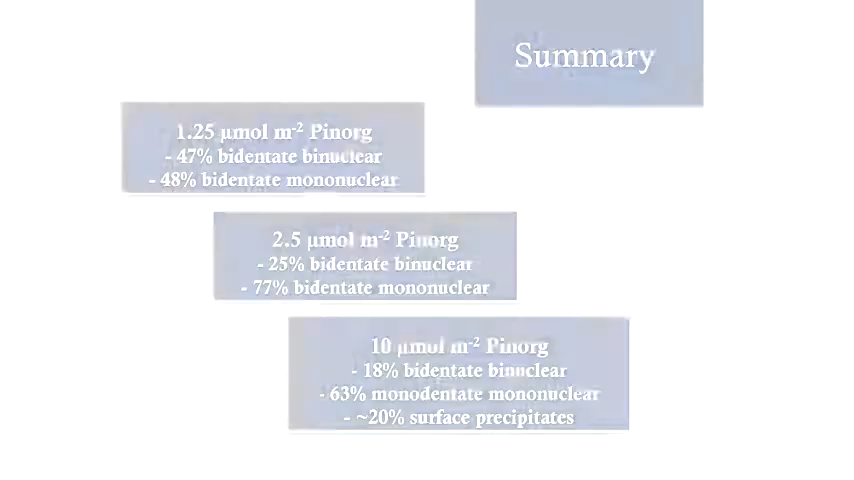 Summary
1.25 µmol m⁻² Pinorg
- 47% bidentate binuclear
- 48% bidentate mononuclear
2.5 µmol m⁻² Pinorg
- 25% bidentate binuclear
- 77% bidentate mononuclear
10 µmol m⁻² Pinorg
- 18% bidentate binuclear
- 63% monodentate mononuclear
- ~20% surface precipitates